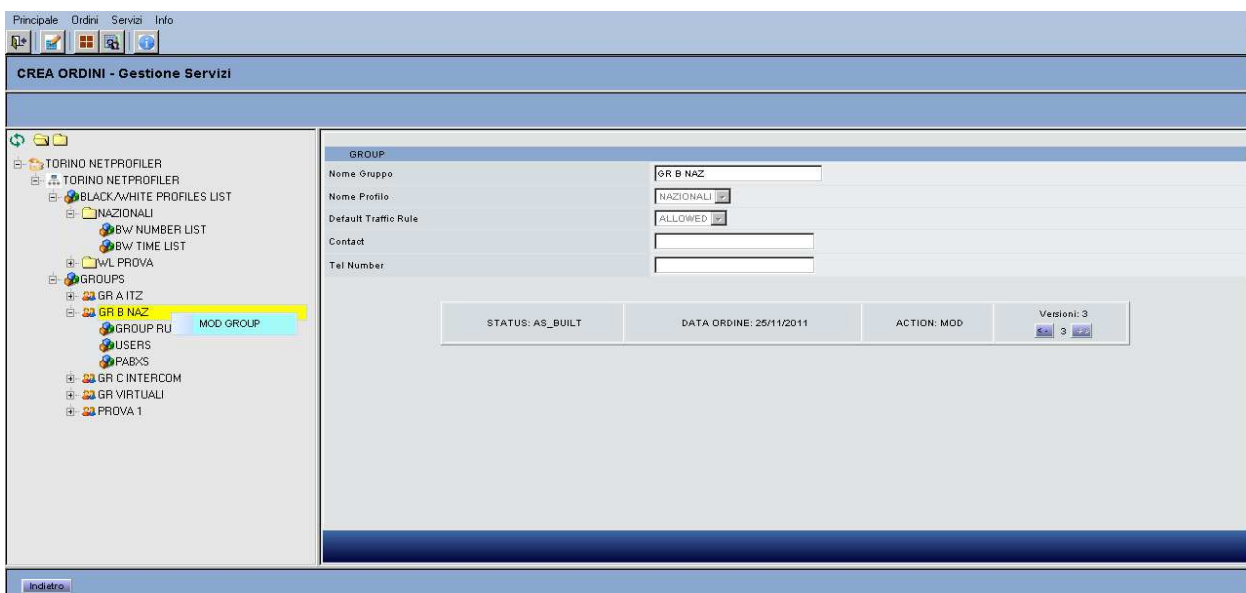 Principale Ordini Servizi Info
CREA ORDINI - Gestione Servizi
TORINO NETPROFILER
TORINO NETPROFILER
BLACK/WHITE PROFILES LIST
NAZIONALI
BW NUMBER LIST
BW TIME LIST
WL PROVA
GROUPS
GR A ITZ
GR B NAZ
GROUP RU
MOD GROUP
USERS
PABXS
GR C INTERCOM
GR VIRTUALI
PROVA 1
GROUP
Nome Gruppo GR B NAZ
Nome Profilo NAZIONALI
Default Traffic Rule ALLOWED
Contact
Tel Number
STATUS: AS_BUILT DATA ORDINE: 25/11/2011 ACTION: MOD Versioni: 3
3
Indietro